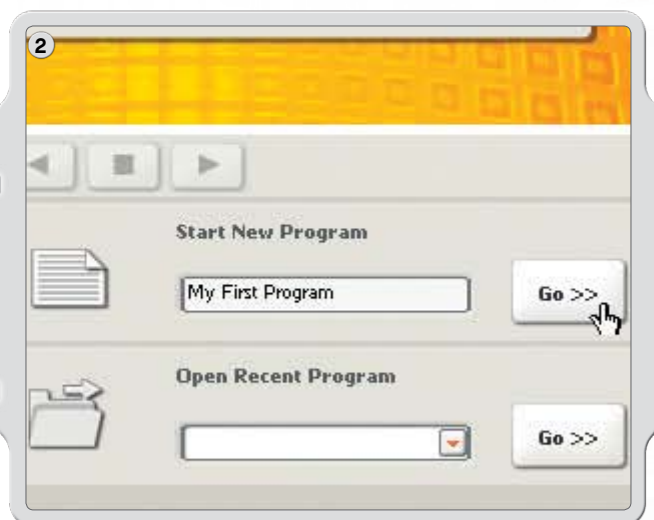 2
Start New Program
My First Program
Go >>
Open Recent Program
Go >>